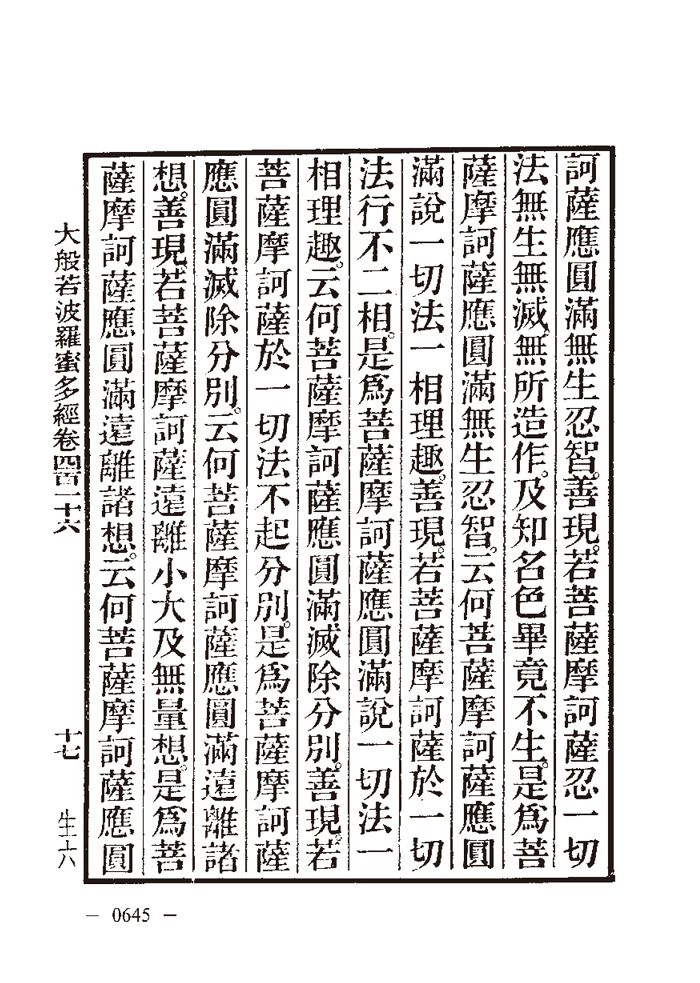 訶薩應圓滿無生忍智。善現。若菩薩摩訶薩忍一切
法無生無滅。無所造作。及知名色畢竟不生。是爲菩
薩摩訶薩應圓滿無生忍智。云何菩薩摩訶薩應圓
滿說一切法一相理趣。善現。若菩薩摩訶薩於一切
法行不二相。是爲菩薩摩訶薩應圓滿說一切法一
相理趣。云何菩薩摩訶薩應圓滿滅除分別。善現。若
菩薩摩訶薩於一切法不起分別。是爲菩薩摩訶薩
應圓滿滅除分別。云何菩薩摩訶薩應圓滿遠離諸
想。善現。若菩薩摩訶薩遠離小大及無量想。是爲菩
薩摩訶薩應圓滿遠離諸想。云何菩薩摩訶薩應圓
大般若波羅蜜多經卷四百一十六 十七 生六
— 0645 —